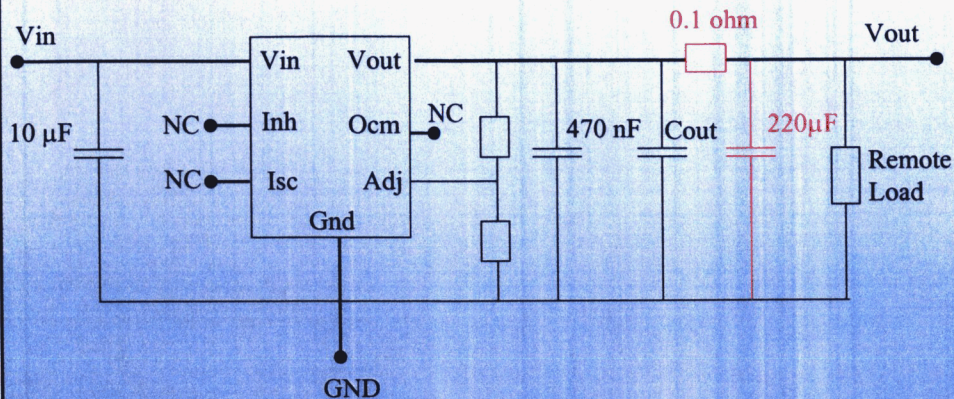 0.1 ohm
Vin
Vout
Vin
Vout
10 µF
NC
Inh
Ocm
NC
470 nF
Cout
220µF
NC
Isc
Adj
Remote
Load
Gnd
GND